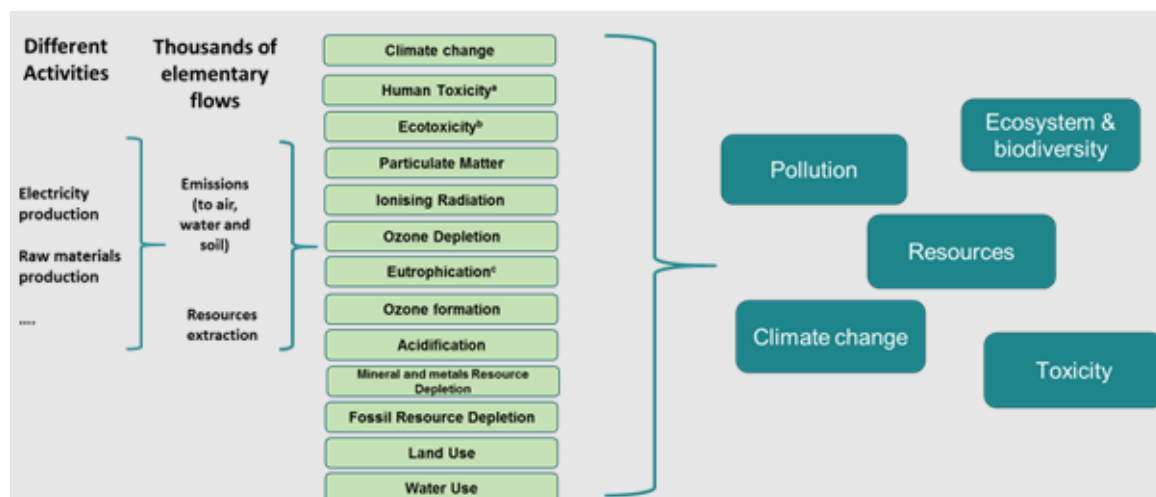 Different
Activities
Thousands of
elementary
flows
Electricity
production
Raw materials
production
....
Emissions
(to air,
water and
soil)
Resources
extraction
Climate change
Human Toxicityᵃ
Ecotoxicityᵇ
Particulate Matter
Ionising Radiation
Ozone Depletion
Eutrophicationᶜ
Ozone formation
Acidification
Mineral and metals Resource
Depletion
Fossil Resource Depletion
Land Use
Water Use
Ecosystem &
biodiversity
Pollution
Resources
Climate change
Toxicity